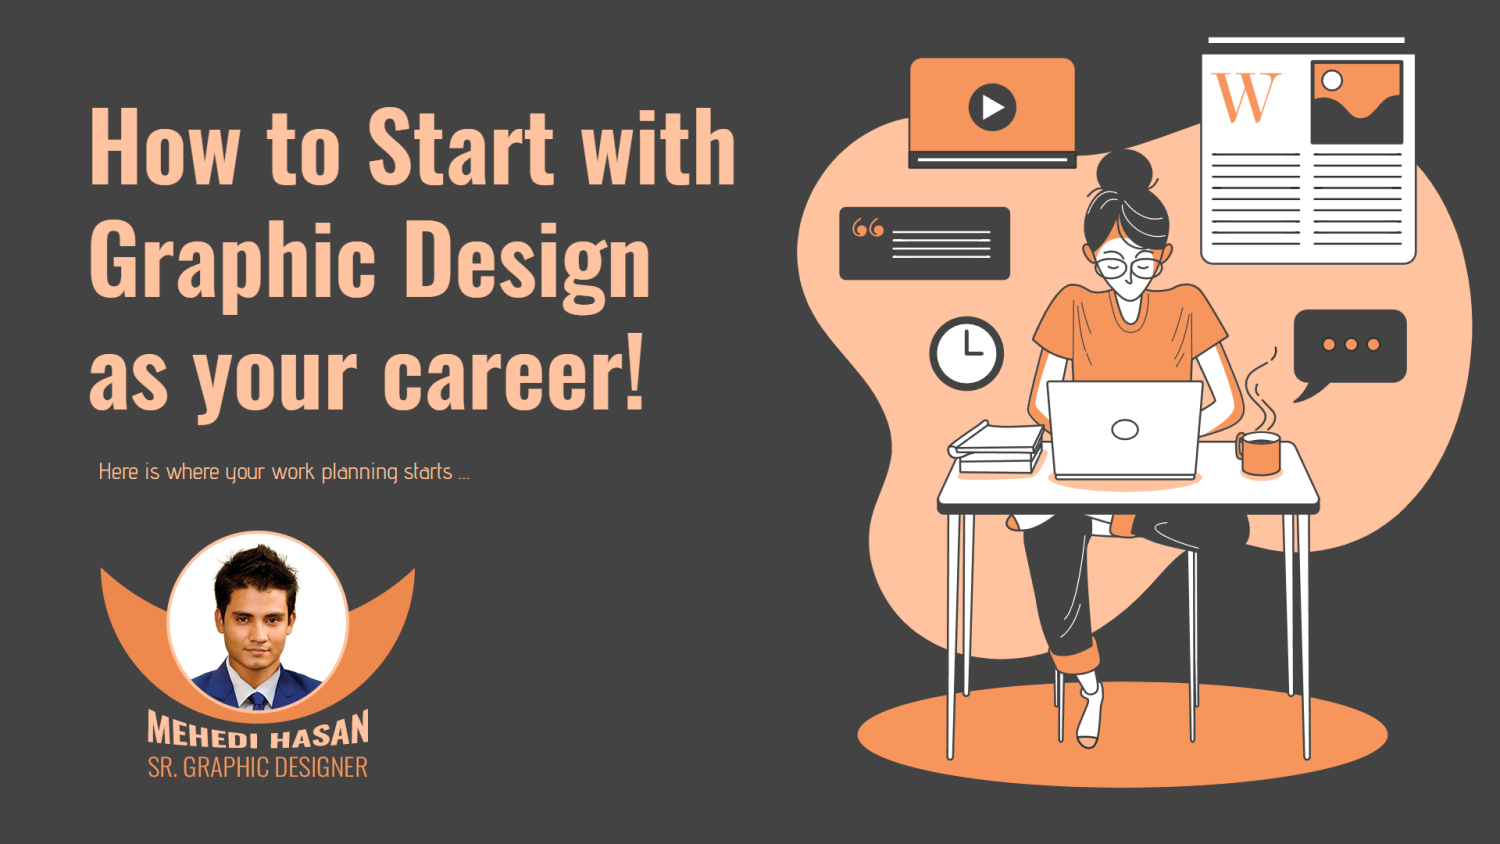 How to Start with
Graphic Design
as your career!
Here is where your work planning starts ...
MEHEDI HASAN
SR. GRAPHIC DESIGNER
W
“